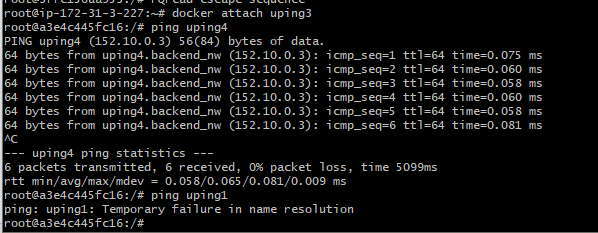 root@ip-172-31-3-227:~# docker attach uping3
root@a3e4c445fc16:/# ping uping4
PING uping4 (152.10.0.3) 56(84) bytes of data.
64 bytes from uping4.backend_nw (152.10.0.3): icmp_seq=1 ttl=64 time=0.075 ms
64 bytes from uping4.backend_nw (152.10.0.3): icmp_seq=2 ttl=64 time=0.060 ms
64 bytes from uping4.backend_nw (152.10.0.3): icmp_seq=3 ttl=64 time=0.058 ms
64 bytes from uping4.backend_nw (152.10.0.3): icmp_seq=4 ttl=64 time=0.060 ms
64 bytes from uping4.backend_nw (152.10.0.3): icmp_seq=5 ttl=64 time=0.058 ms
64 bytes from uping4.backend_nw (152.10.0.3): icmp_seq=6 ttl=64 time=0.081 ms
^C
--- uping4 ping statistics ---
6 packets transmitted, 6 received, 0% packet loss, time 5099ms
rtt min/avg/max/mdev = 0.058/0.065/0.081/0.009 ms
root@a3e4c445fc16:/# ping uping1
ping: uping1: Temporary failure in name resolution
root@a3e4c445fc16:/#